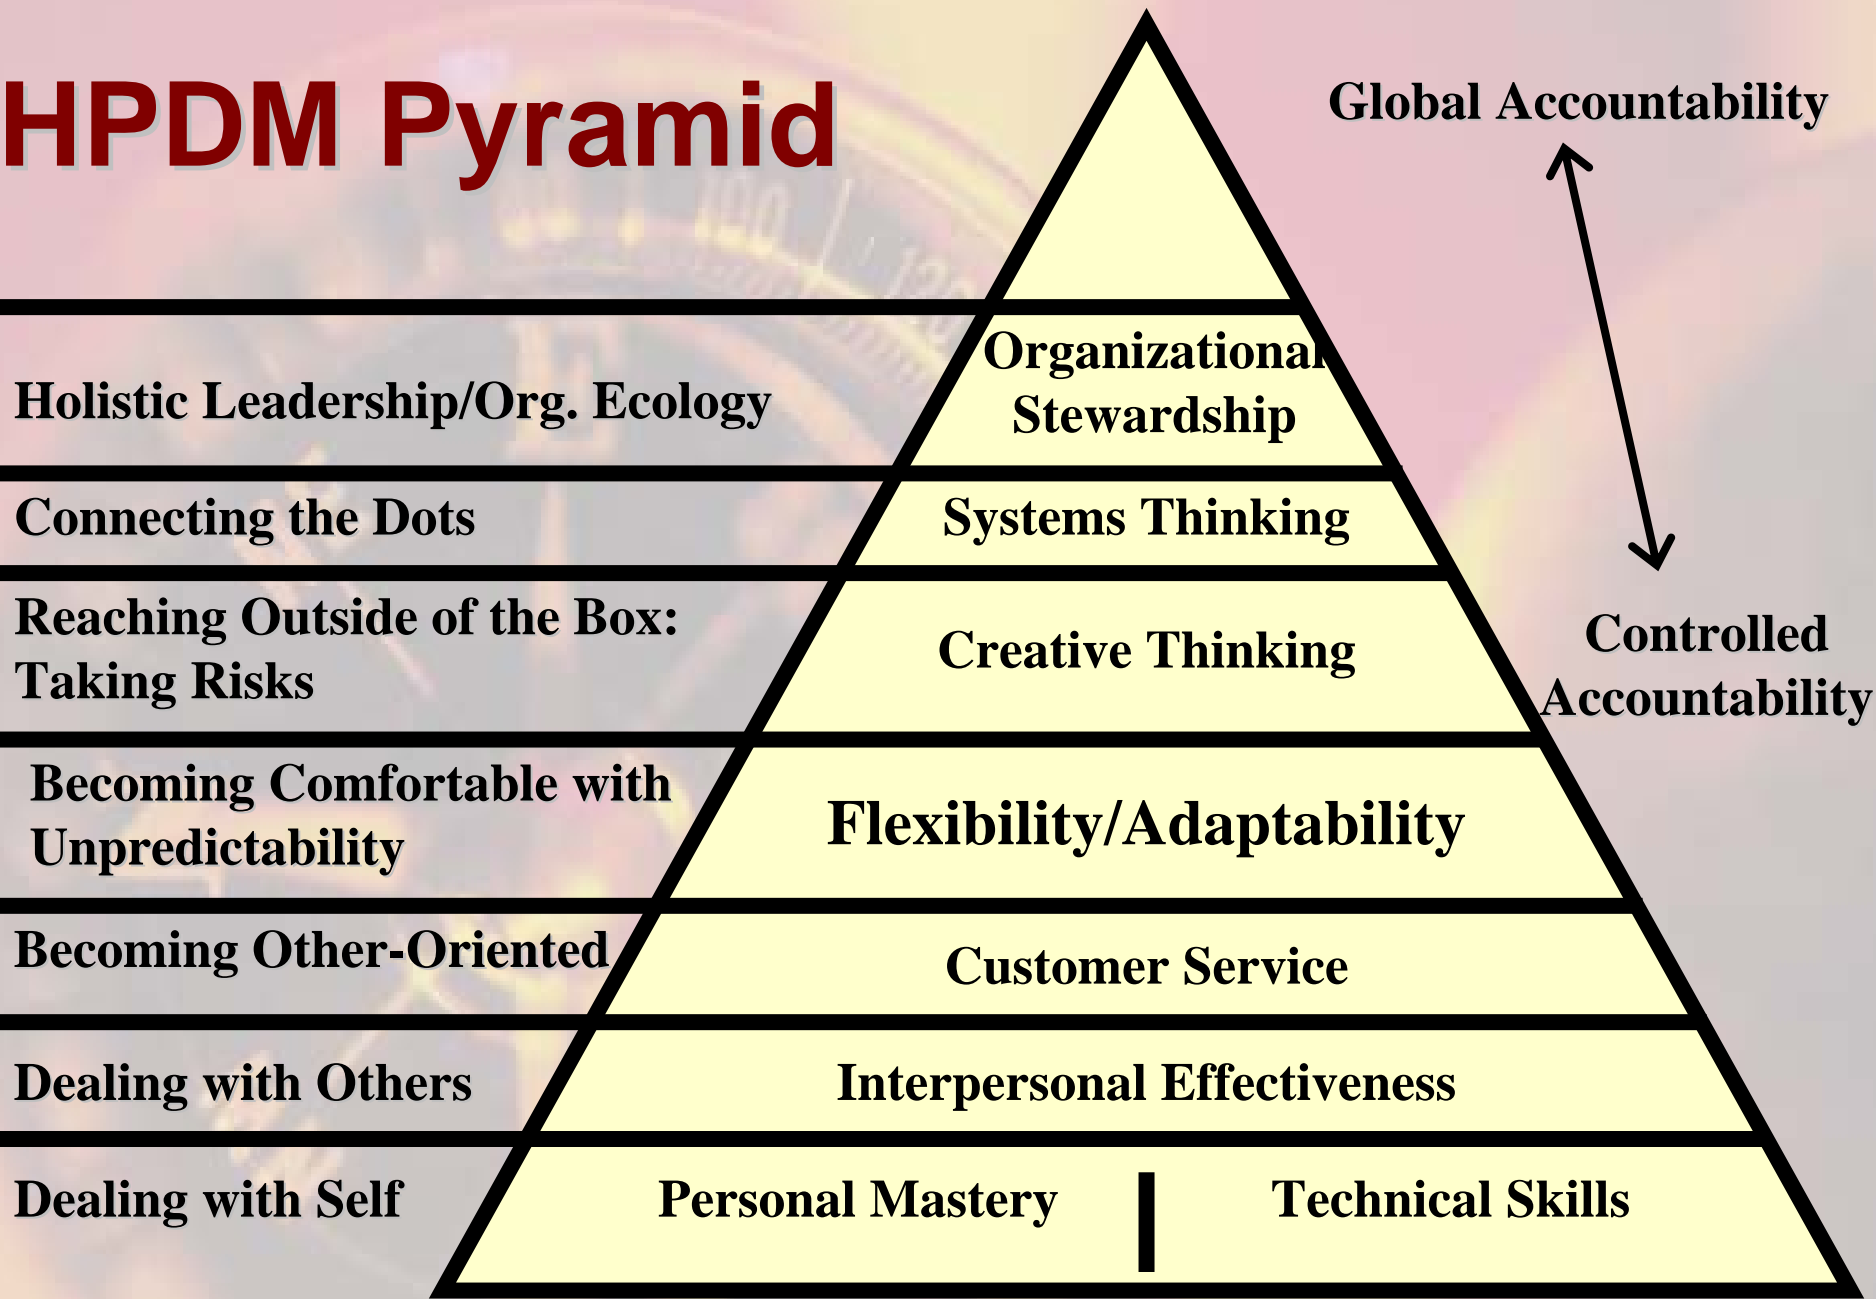 HPDM Pyramid
Global Accountability
Organizational
Stewardship
Holistic Leadership/Org. Ecology
Connecting the Dots
Systems Thinking
Reaching Outside of the Box:
Taking Risks
Creative Thinking
Controlled
Accountability
Becoming Comfortable with
Unpredictability
Flexibility/Adaptability
Becoming Other-Oriented
Customer Service
Dealing with Others
Interpersonal Effectiveness
Dealing with Self
Personal Mastery
Technical Skills
100
120
E